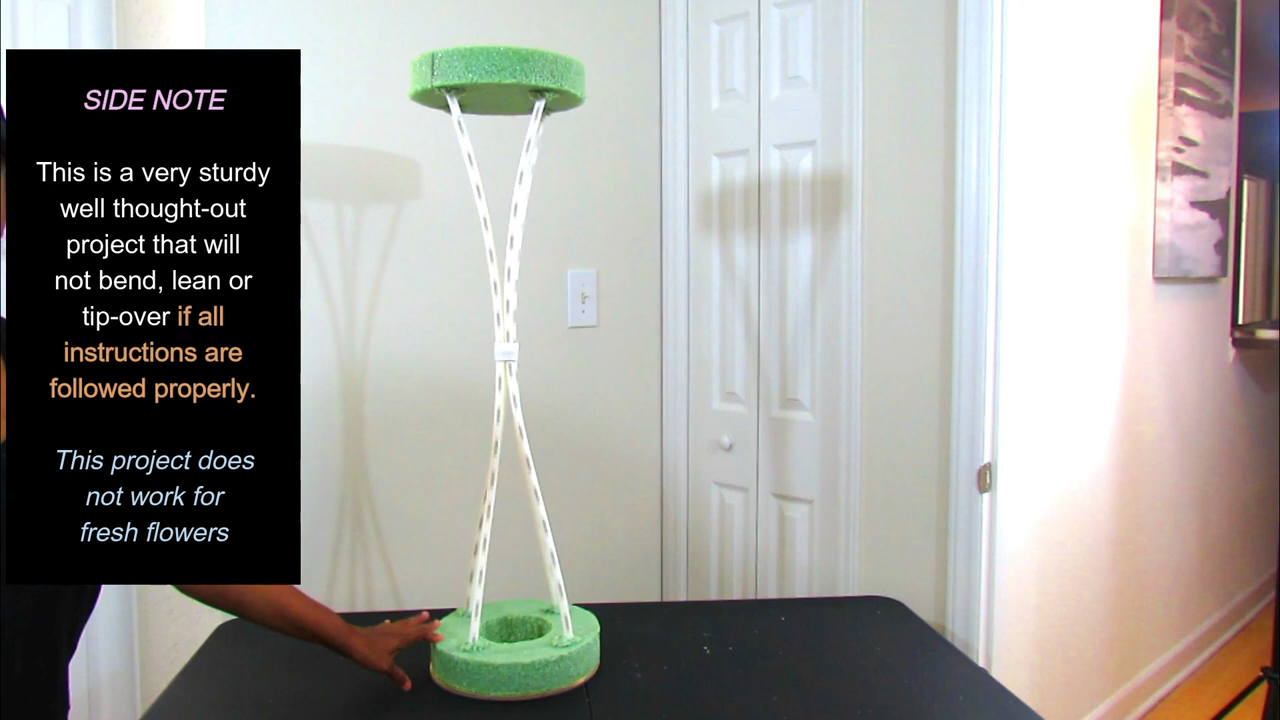 SIDE NOTE
This is a very sturdy
well thought-out
project that will
not bend, lean or
tip-over if all
instructions are
followed properly.
This project does
not work for
fresh flowers